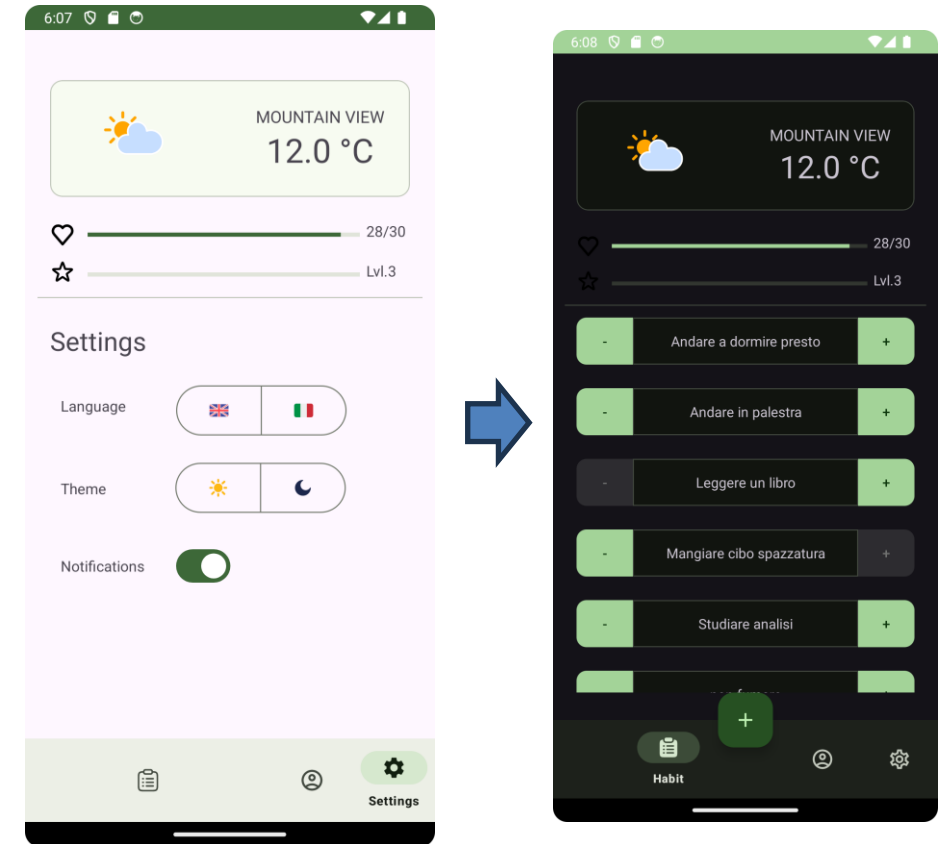 6:07
MOUNTAIN VIEW
12.0 °C
28/30
Lvl.3
Settings
Language
Theme
Notifications
Settings
6:08
MOUNTAIN VIEW
12.0 °C
28/30
Lvl.3
- Andare a dormire presto +
- Andare in palestra +
- Leggere un libro +
- Mangiare cibo spazzatura +
- Studiare analisi +
+
Habit